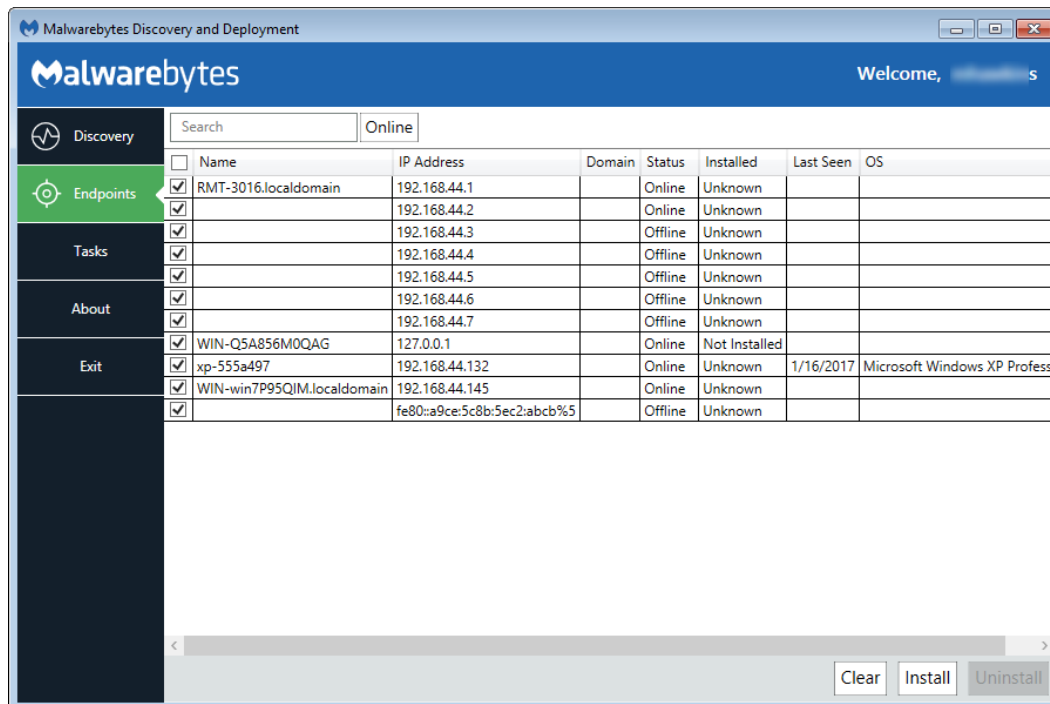 Malwarebytes Discovery and Deployment
Malwarebytes
Welcome, s
Discovery
Endpoints
Tasks
About
Exit
Search Online
Name IP Address Domain Status Installed Last Seen OS
RMT-3016.localdomain 192.168.44.1 Online Unknown
192.168.44.2 Online Unknown
192.168.44.3 Offline Unknown
192.168.44.4 Offline Unknown
192.168.44.5 Offline Unknown
192.168.44.6 Offline Unknown
192.168.44.7 Offline Unknown
WIN-Q5A856M0QAG 127.0.0.1 Online Not Installed
xp-555a497 192.168.44.132 Online Unknown 1/16/2017 Microsoft Windows XP Profess
WIN-win7P95QIM.localdomain 192.168.44.145 Online Unknown
fe80::a9ce:5c8b:5ec2:abcb%5 Offline Unknown
Clear Install Uninstall